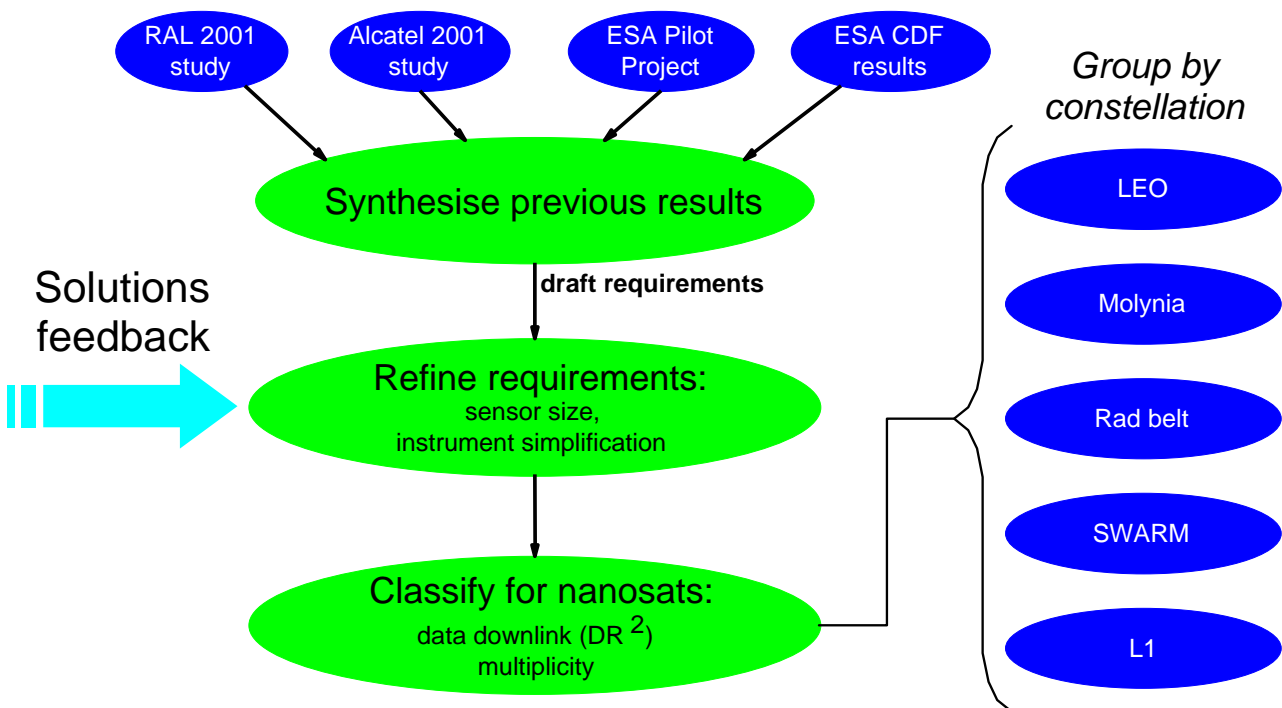 RAL 2001
study
Alcatel 2001
study
ESA Pilot
Project
ESA CDF
results
Group by
constellation
Synthesise previous results
draft requirements
Solutions
feedback
Refine requirements:
sensor size,
instrument simplification
Classify for nanosats:
data downlink (DR 2)
multiplicity
LEO
Molynia
Rad belt
SWARM
L1